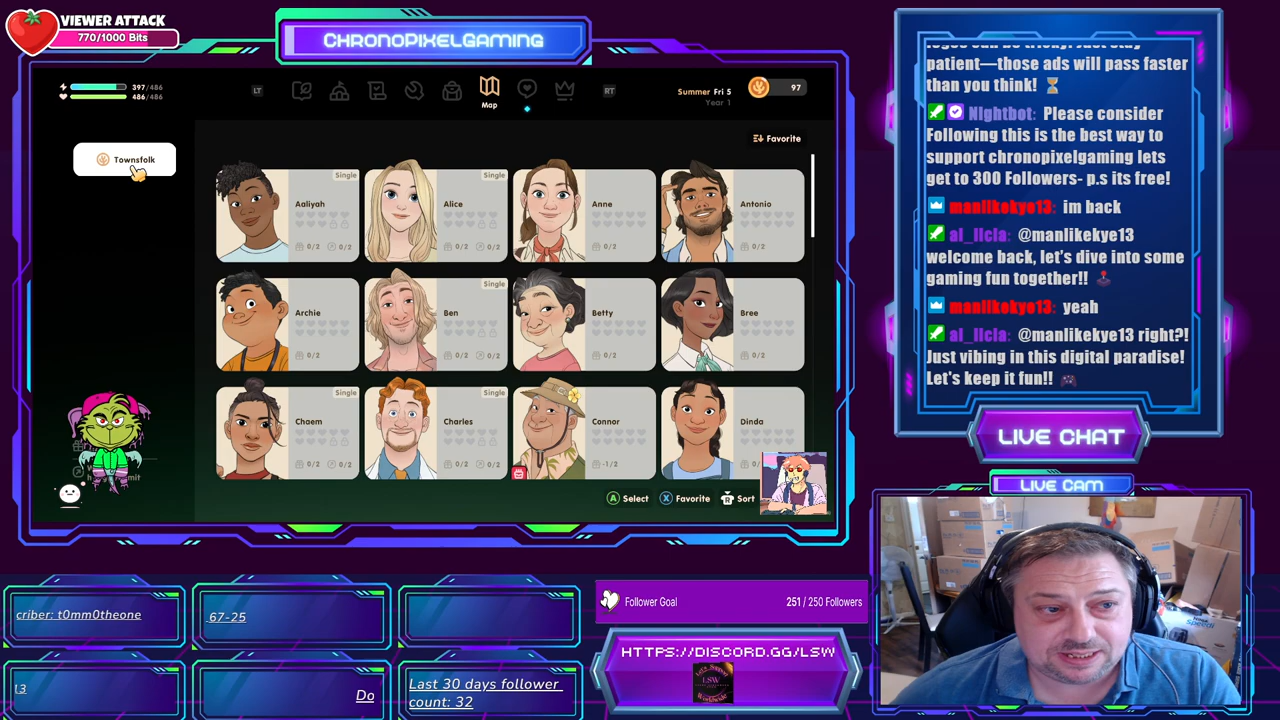 VIEWER ATTACK
770/1000 Bits
CHRONOPIXELGAMING
397/486
486/486
LT
Map
RT
Summer Fri 5
Year 1
97
Townsfolk
Favorite
Single
Aaliyah
0/2
0/2
Single
Alice
0/2
0/2
Anne
0/2
Antonio
0/2
Archie
0/2
Single
Ben
0/2
0/2
Betty
0/2
Bree
0/2
Single
Chaem
0/2
0/2
Single
Charles
0/2
0/2
Connor
-1/2
Dinda
A Select
X Favorite
R Sort
patient—those ads will pass faster
than you think!
Nightbot: Please consider
Following this is the best way to
support chronopixelgaming lets
get to 300 Followers- p.s its free!
manlikekye13: im back
ai_licia: @manlikekye13
welcome back, let's dive into some
gaming fun together!!
manlikekye13: yeah
ai_licia: @manlikekye13 right?!
Just vibing in this digital paradise!
Let's keep it fun!!
LIVE CHAT
LIVE CAM
criber: t0mm0theone
67-25
Follower Goal
251 / 250 Followers
HTTPS://DISCORD.GG/LSW
LSW
13
Do
Last 30 days follower
count: 32